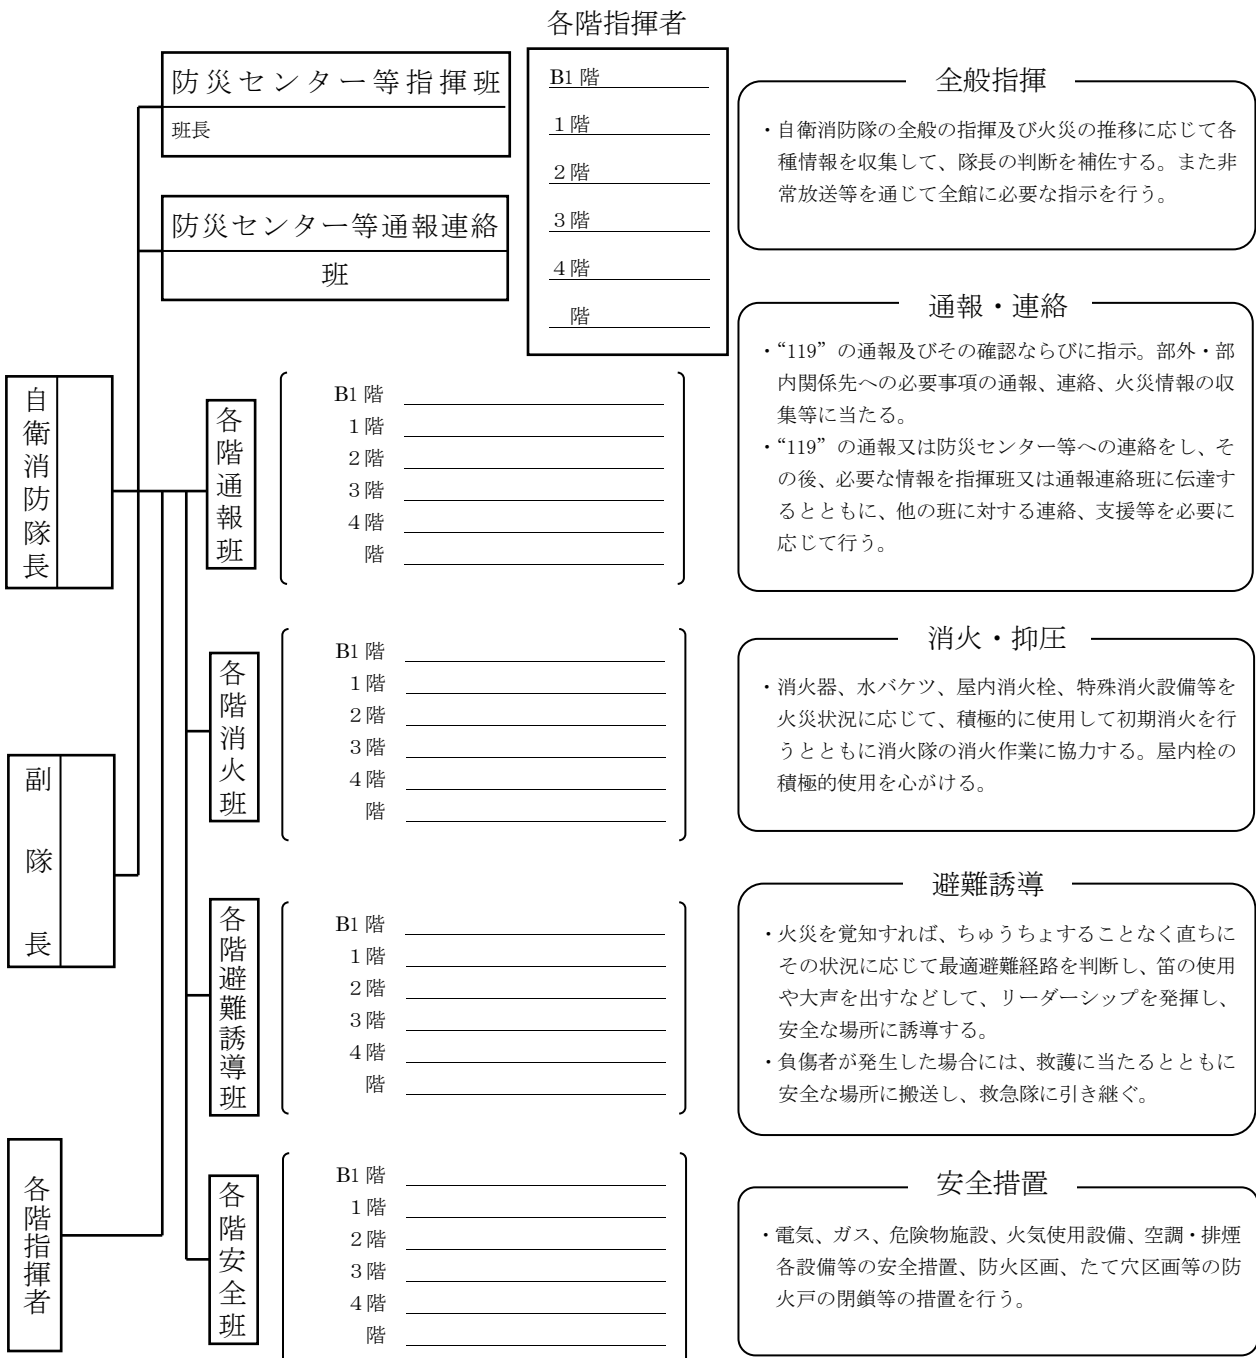 各階指揮者
防災センター等指揮班
班長
防災センター等通報連絡
班
B1 階
1 階
2 階
3 階
4 階
階
全般指揮
・自衛消防隊の全般の指揮及び火災の推移に応じて各
種情報を収集して、隊長の判断を補佐する。また非
常放送等を通じて全館に必要な指示を行う。
通報・連絡
・“119”の通報及びその確認ならびに指示。部外・部
内関係先への必要事項の通報、連絡、火災情報の収
集等に当たる。
・“119”の通報又は防災センター等への連絡をし、そ
の後、必要な情報を指揮班又は通報連絡班に伝達す
るとともに、他の班に対する連絡、支援等を必要に
応じて行う。
自衛消防隊長
各階通報班
B1 階
1 階
2 階
3 階
4 階
階
各階消火班
B1 階
1 階
2 階
3 階
4 階
階
消火・抑圧
・消火器、水バケツ、屋内消火栓、特殊消火設備等を
火災状況に応じて、積極的に使用して初期消火を行
うとともに消火隊の消火作業に協力する。屋内栓の
積極的使用を心がける。
副隊長
各階避難誘導班
B1 階
1 階
2 階
3 階
4 階
階
避難誘導
・火災を覚知すれば、ちゅうちょすることなく直ちに
その状況に応じて最適避難経路を判断し、笛の使用
や大声を出すなどして、リーダーシップを発揮し、
安全な場所に誘導する。
・負傷者が発生した場合には、救護に当たるとともに
安全な場所に搬送し、救急隊に引き継ぐ。
各階指揮者
各階安全班
B1 階
1 階
2 階
3 階
4 階
階
安全措置
・電気、ガス、危険物施設、火気使用設備、空調・排煙
各設備等の安全措置、防火区画、たて穴区画等の防
火戸の閉鎖等の措置を行う。